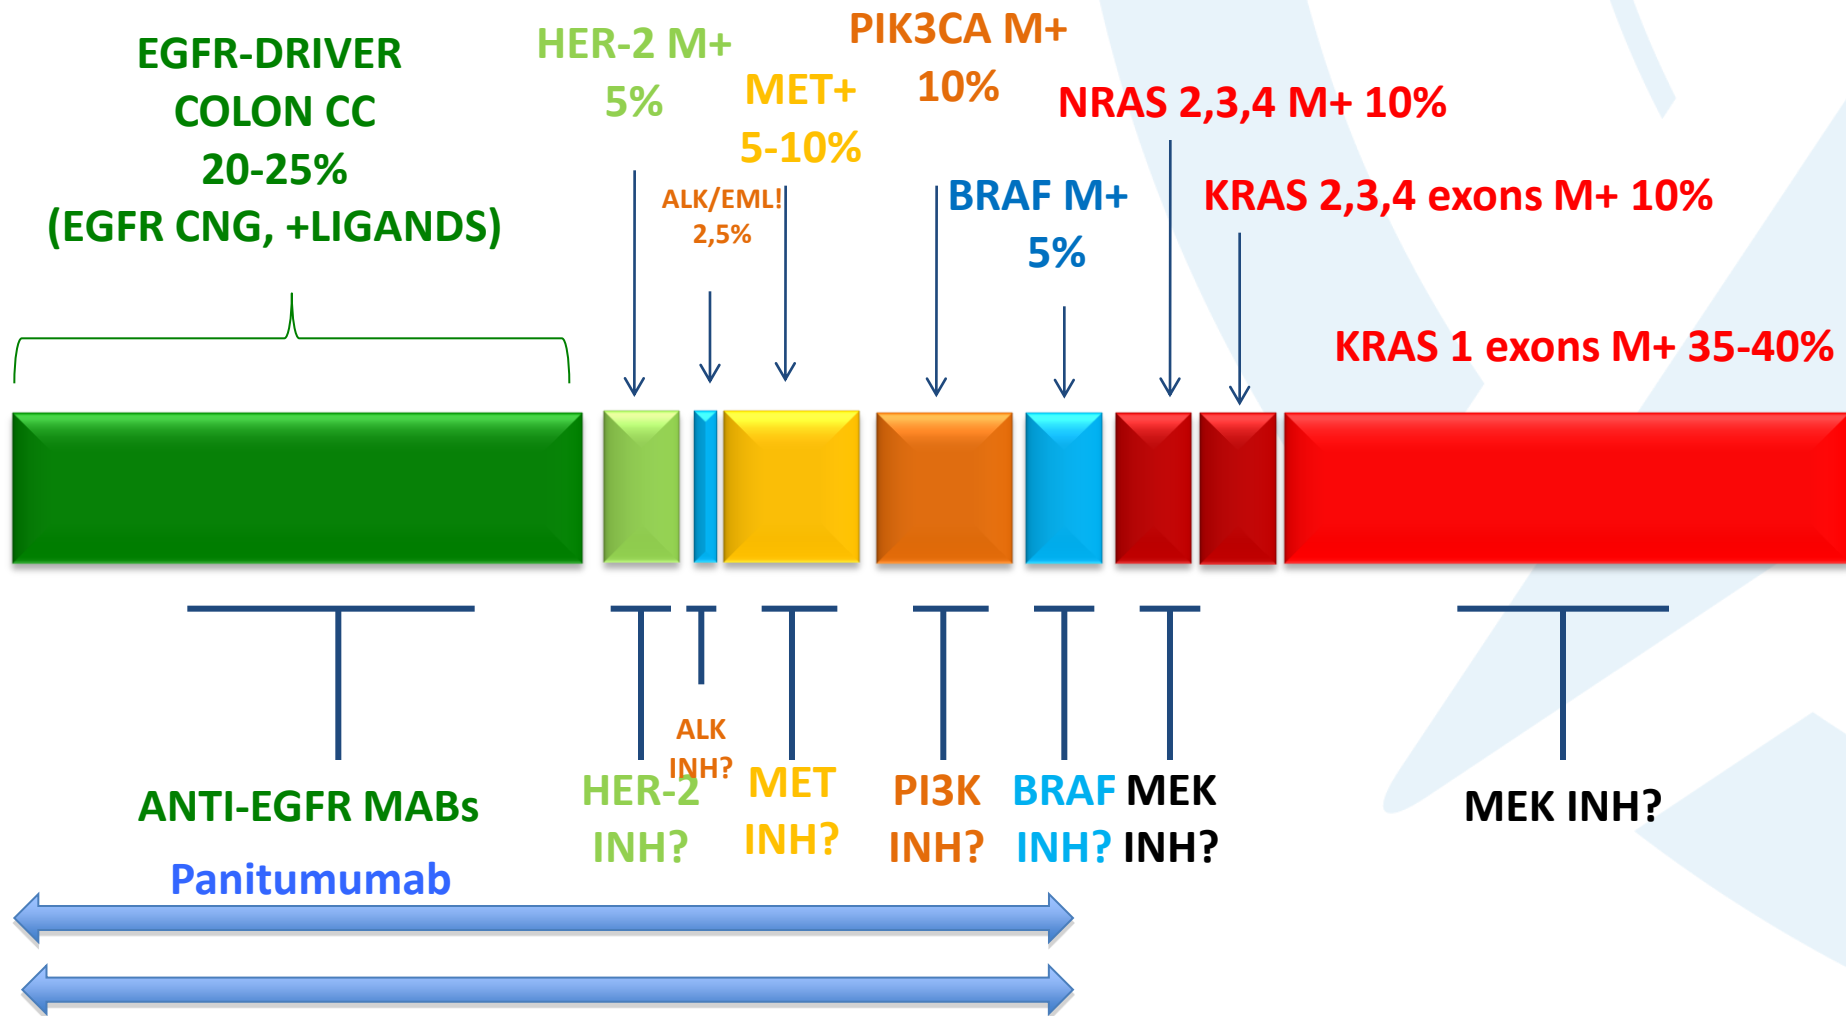 EGFR-DRIVER
COLON CC
20-25%
(EGFR CNG, +LIGANDS)
HER-2 M+
5%
ALK/EML!
2,5%
MET+
5-10%
PIK3CA M+
10%
BRAF M+
5%
NRAS 2,3,4 M+ 10%
KRAS 2,3,4 exons M+ 10%
KRAS 1 exons M+ 35-40%
ANTI-EGFR MABs
HER-2
INH?
ALK
INH?
MET
INH?
PI3K
INH?
BRAF
INH?
MEK
INH?
MEK INH?
Panitumumab